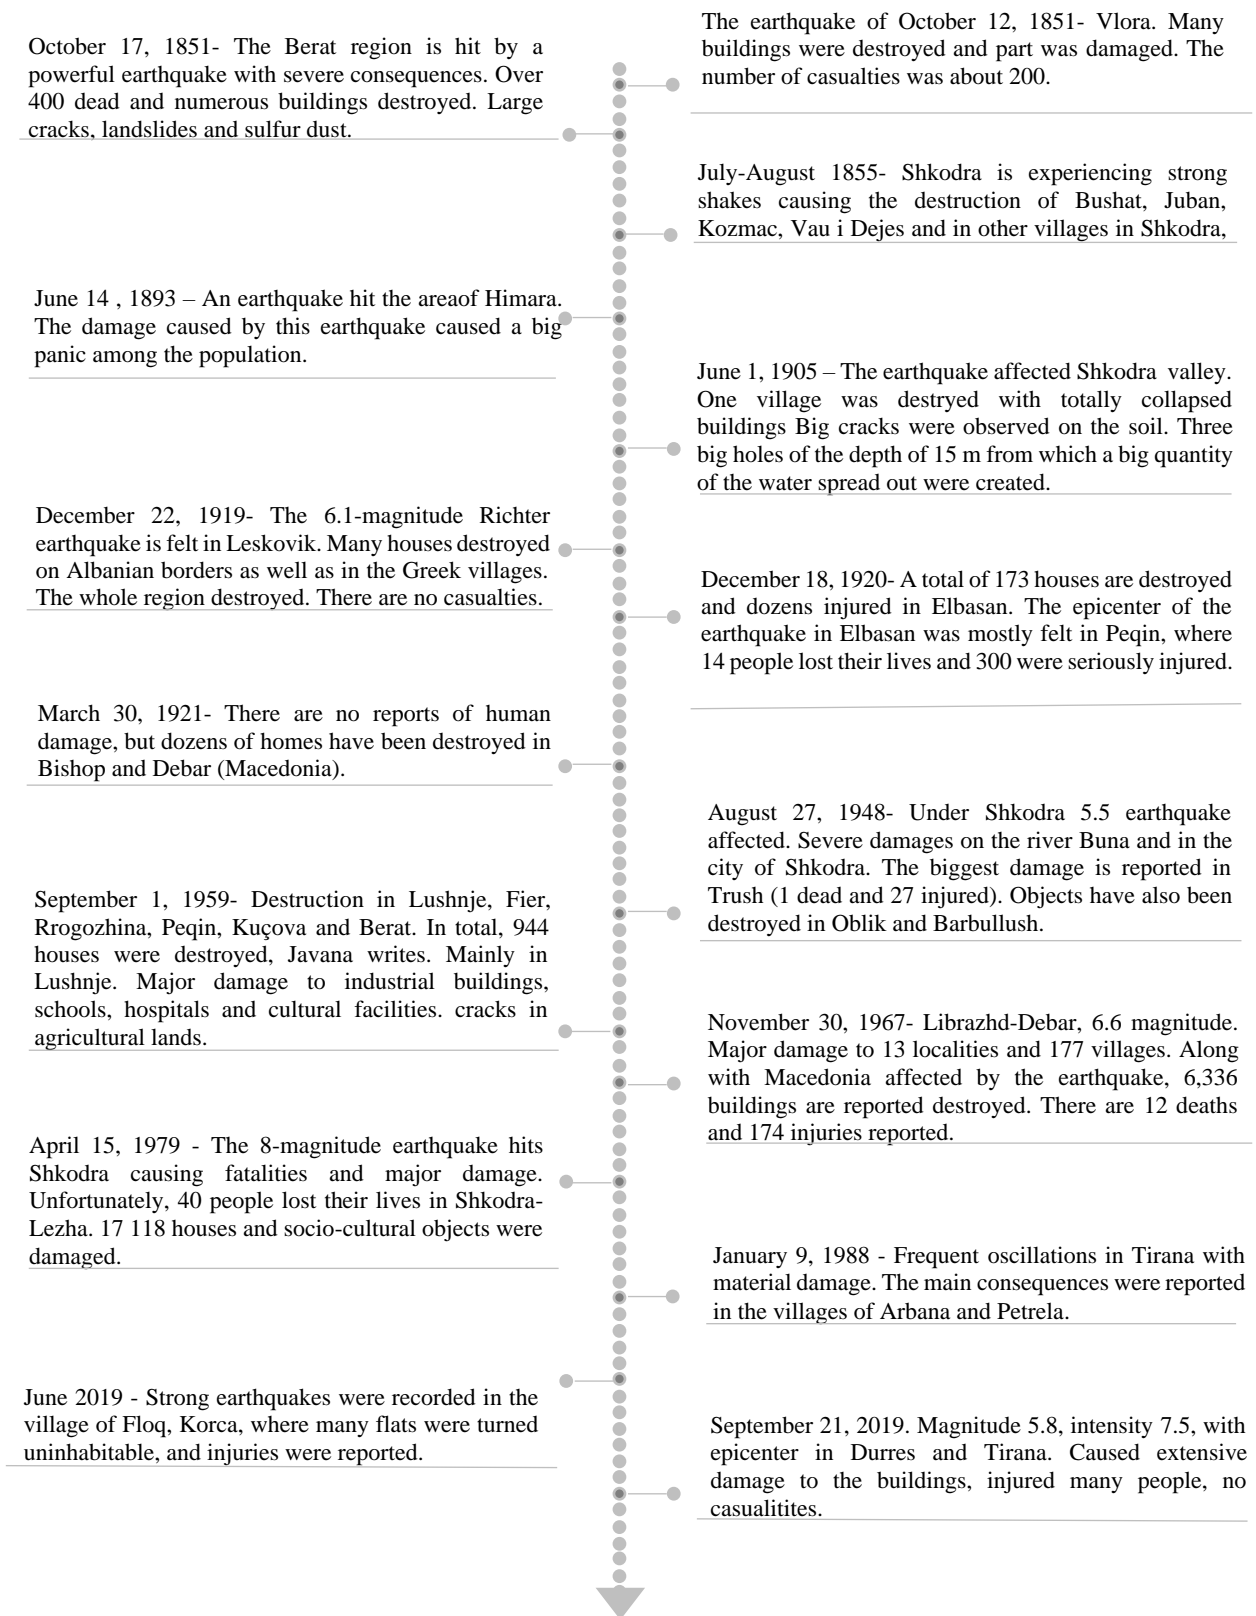 The earthquake of October 12, 1851- Vlora. Many
buildings were destroyed and part was damaged. The
number of casualties was about 200.
October 17, 1851- The Berat region is hit by a
powerful earthquake with severe consequences. Over
400 dead and numerous buildings destroyed. Large
cracks, landslides and sulfur dust.
July-August 1855- Shkodra is experiencing strong
shakes causing the destruction of Bushat, Juban,
Kozmac, Vau i Dejes and in other villages in Shkodra,
June 14 , 1893 – An earthquake hit the areaof Himara.
The damage caused by this earthquake caused a big
panic among the population.
June 1, 1905 – The earthquake affected Shkodra valley.
One village was destryed with totally collapsed
buildings Big cracks were observed on the soil. Three
big holes of the depth of 15 m from which a big quantity
of the water spread out were created.
December 22, 1919- The 6.1-magnitude Richter
earthquake is felt in Leskovik. Many houses destroyed
on Albanian borders as well as in the Greek villages.
The whole region destroyed. There are no casualties.
December 18, 1920- A total of 173 houses are destroyed
and dozens injured in Elbasan. The epicenter of the
earthquake in Elbasan was mostly felt in Peqin, where
14 people lost their lives and 300 were seriously injured.
March 30, 1921- There are no reports of human
damage, but dozens of homes have been destroyed in
Bishop and Debar (Macedonia).
August 27, 1948- Under Shkodra 5.5 earthquake
affected. Severe damages on the river Buna and in the
city of Shkodra. The biggest damage is reported in
Trush (1 dead and 27 injured). Objects have also been
destroyed in Oblik and Barbullush.
September 1, 1959- Destruction in Lushnje, Fier,
Rrogozhina, Peqin, Kuçova and Berat. In total, 944
houses were destroyed, Javana writes. Mainly in
Lushnje. Major damage to industrial buildings,
schools, hospitals and cultural facilities. cracks in
agricultural lands.
November 30, 1967- Librazhd-Debar, 6.6 magnitude.
Major damage to 13 localities and 177 villages. Along
with Macedonia affected by the earthquake, 6,336
buildings are reported destroyed. There are 12 deaths
and 174 injuries reported.
April 15, 1979 - The 8-magnitude earthquake hits
Shkodra causing fatalities and major damage.
Unfortunately, 40 people lost their lives in Shkodra-
Lezha. 17 118 houses and socio-cultural objects were
damaged.
January 9, 1988 - Frequent oscillations in Tirana with
material damage. The main consequences were reported
in the villages of Arbana and Petrela.
June 2019 - Strong earthquakes were recorded in the
village of Floq, Korca, where many flats were turned
uninhabitable, and injuries were reported.
September 21, 2019. Magnitude 5.8, intensity 7.5, with
epicenter in Durres and Tirana. Caused extensive
damage to the buildings, injured many people, no
casualitites.